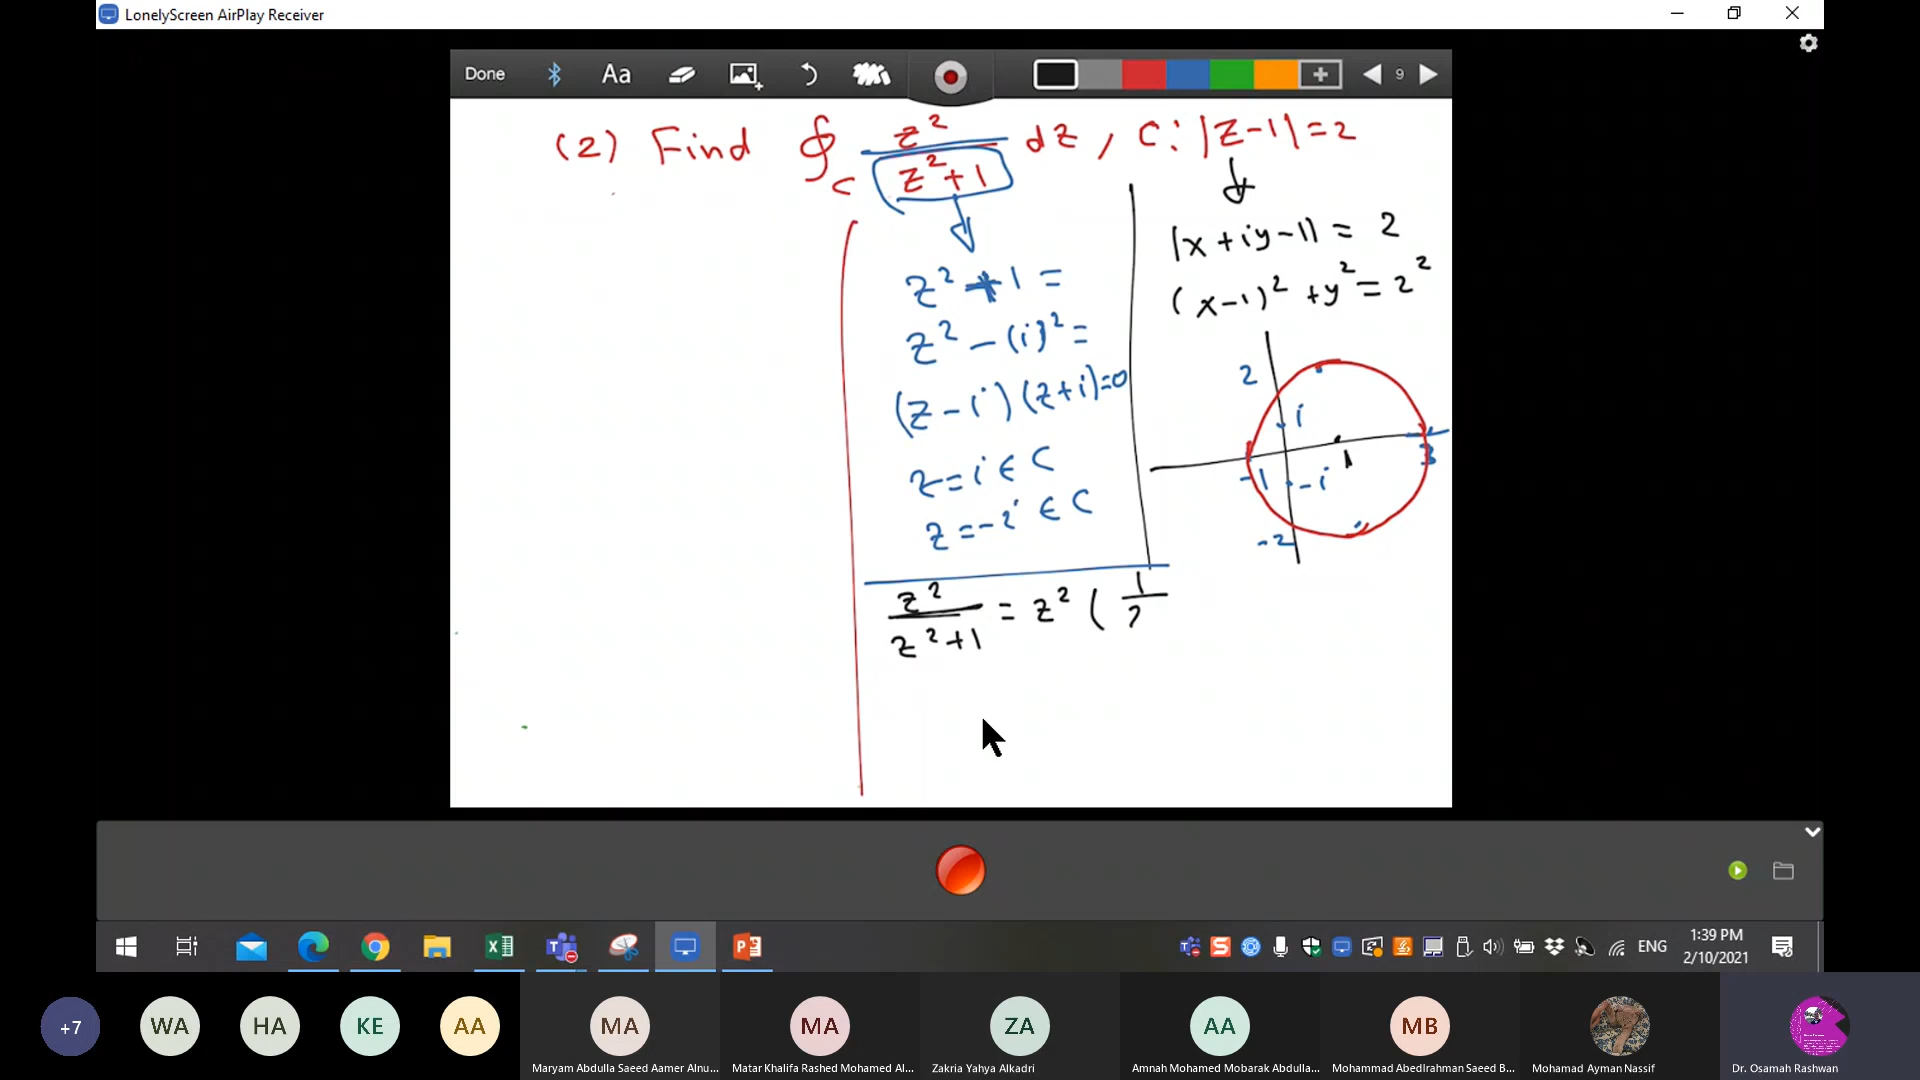 LonelyScreen AirPlay Receiver
Done Aa 9
(2) Find ∮_C z²/(z²+1) dz, C: |z-1|=2
z² + 1 =
z² - (i)² =
(z-i)(z+i)=0
z = i ∈ C
z = -i ∈ C
z²/(z²+1) = z² ( 1/2
|x+iy-1| = 2
(x-1)² + y² = 2²
2
i
-1 -i 1 3
-2
ENG 1:39 PM
2/10/2021
+7 WA HA KE AA MA MA ZA AA MB
Maryam Abdulla Saeed Aamer Alnu... Matar Khalifa Rashed Mohamed Al... Zakria Yahya Alkadri Amnah Mohamed Mobarak Abdulla... Mohammad Abedlrahman Saeed B... Mohamad Ayman Nassif Dr. Osamah Rashwan